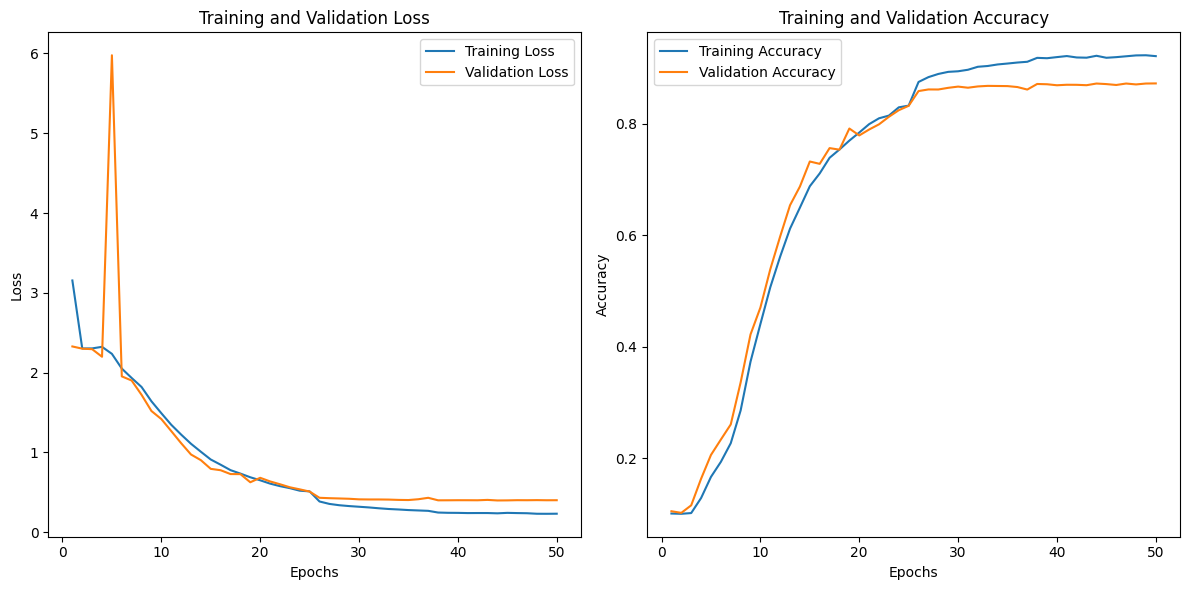 Training and Validation Loss
Training Loss
Validation Loss
6
5
4
3
2
1
0
Loss
0 10 20 30 40 50
Epochs
Training and Validation Accuracy
Training Accuracy
Validation Accuracy
0.8
0.6
0.4
0.2
Accuracy
0 10 20 30 40 50
Epochs